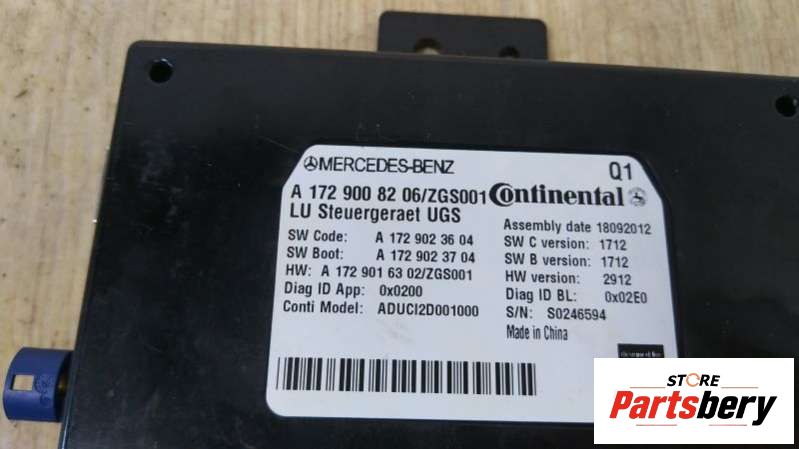 MERCEDES-BENZ Q1
A 172 900 82 06/ZGS001 Continental
LU Steuergeraet UGS
Assembly date 18092012
SW Code: A 172 902 36 04
SW C version: 1712
SW Boot: A 172 902 37 04
SW B version: 1712
HW: A 172 901 63 02/ZGS001
HW version: 2912
Diag ID App: 0x0200
Diag ID BL: 0x02E0
Conti Model: ADUCI2D001000
S/N: S0246594
Made in China
STORE
Partsbery